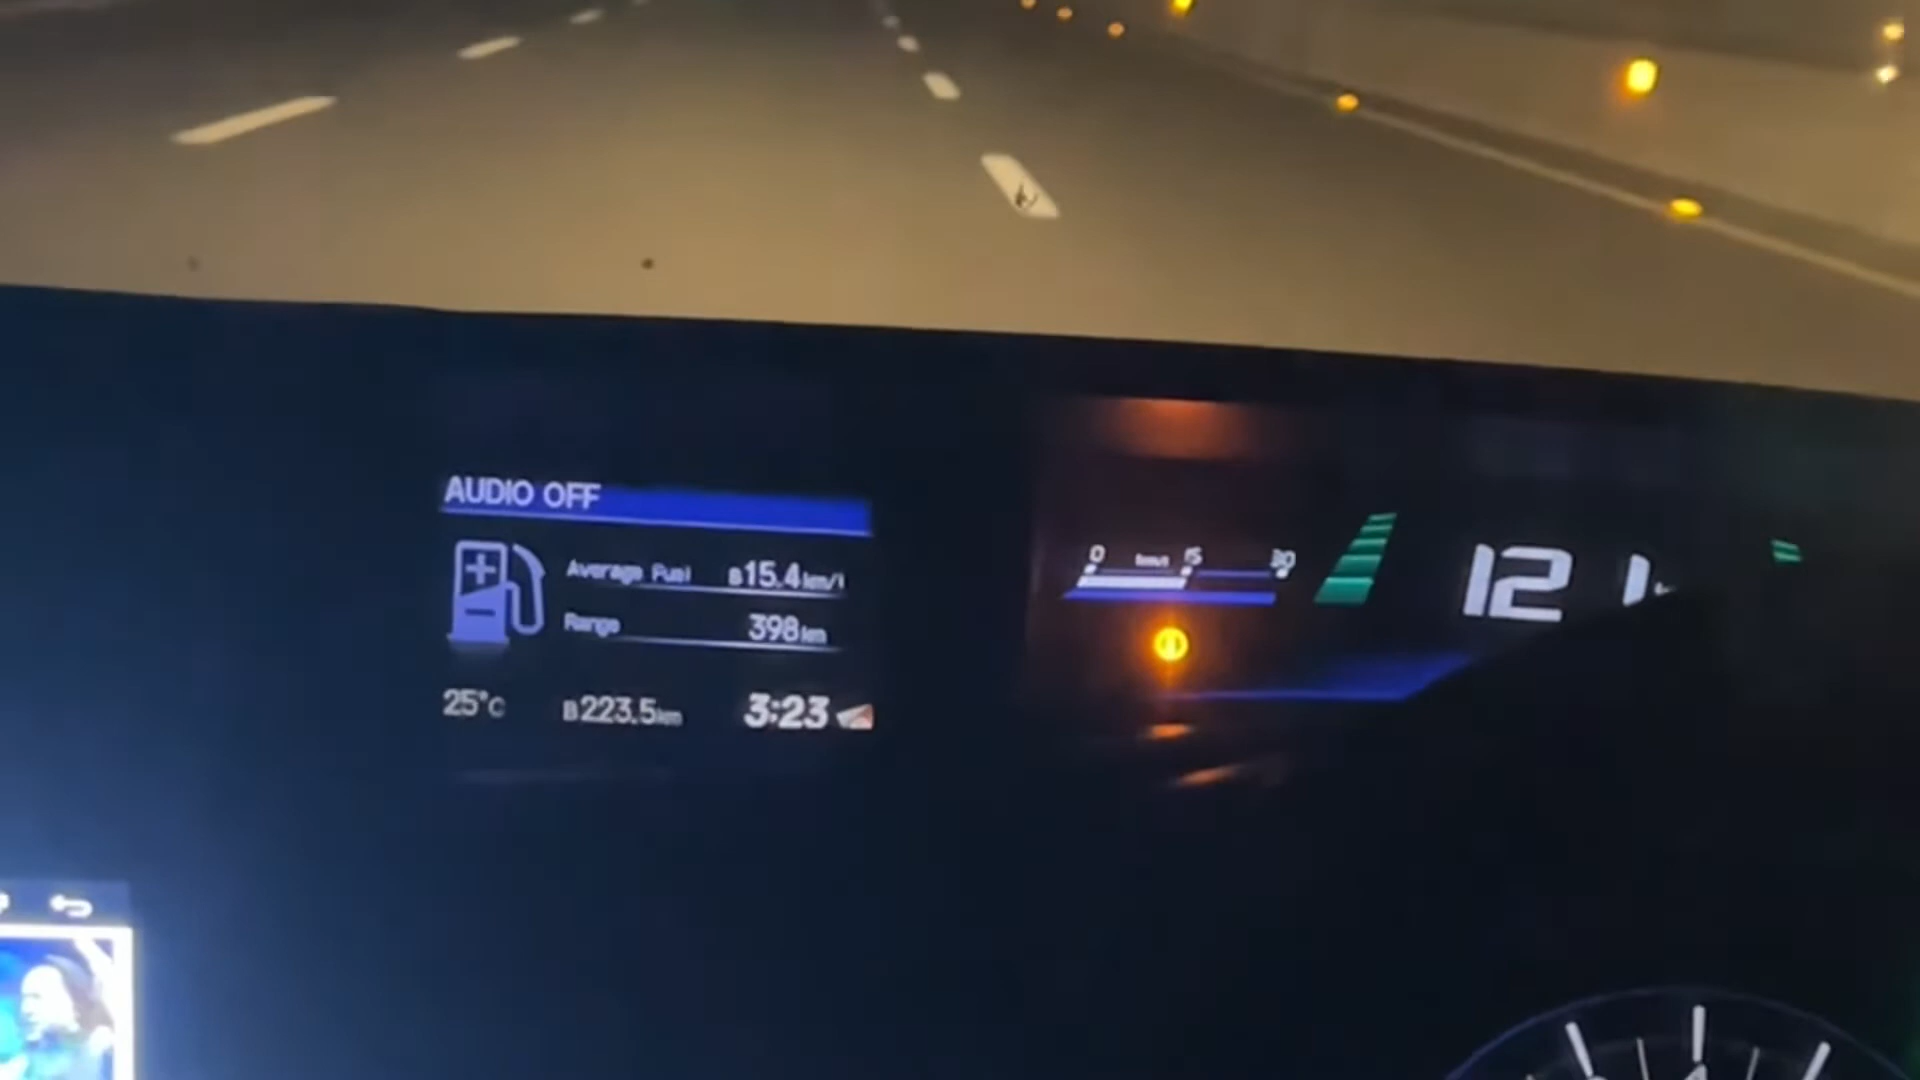 AUDIO OFF
Average Fuel B15.4km/l
Range 398km
25°C B223.5km 3:23
0 km/l 15 30
12